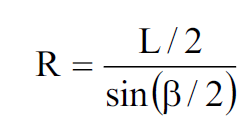 R = L / 2
sin(β / 2)